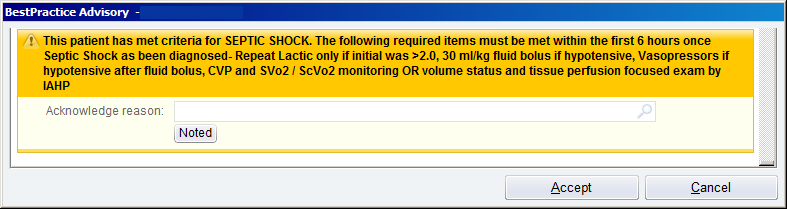 BestPractice Advisory -
This patient has met criteria for SEPTIC SHOCK. The following required items must be met within the first 6 hours once
Septic Shock as been diagnosed- Repeat Lactic only if initial was >2.0, 30 ml/kg fluid bolus if hypotensive, Vasopressors if
hypotensive after fluid bolus, CVP and SVo2 / ScVo2 monitoring OR volume status and tissue perfusion focused exam by
IAHP
Acknowledge reason:
Noted
Accept
Cancel